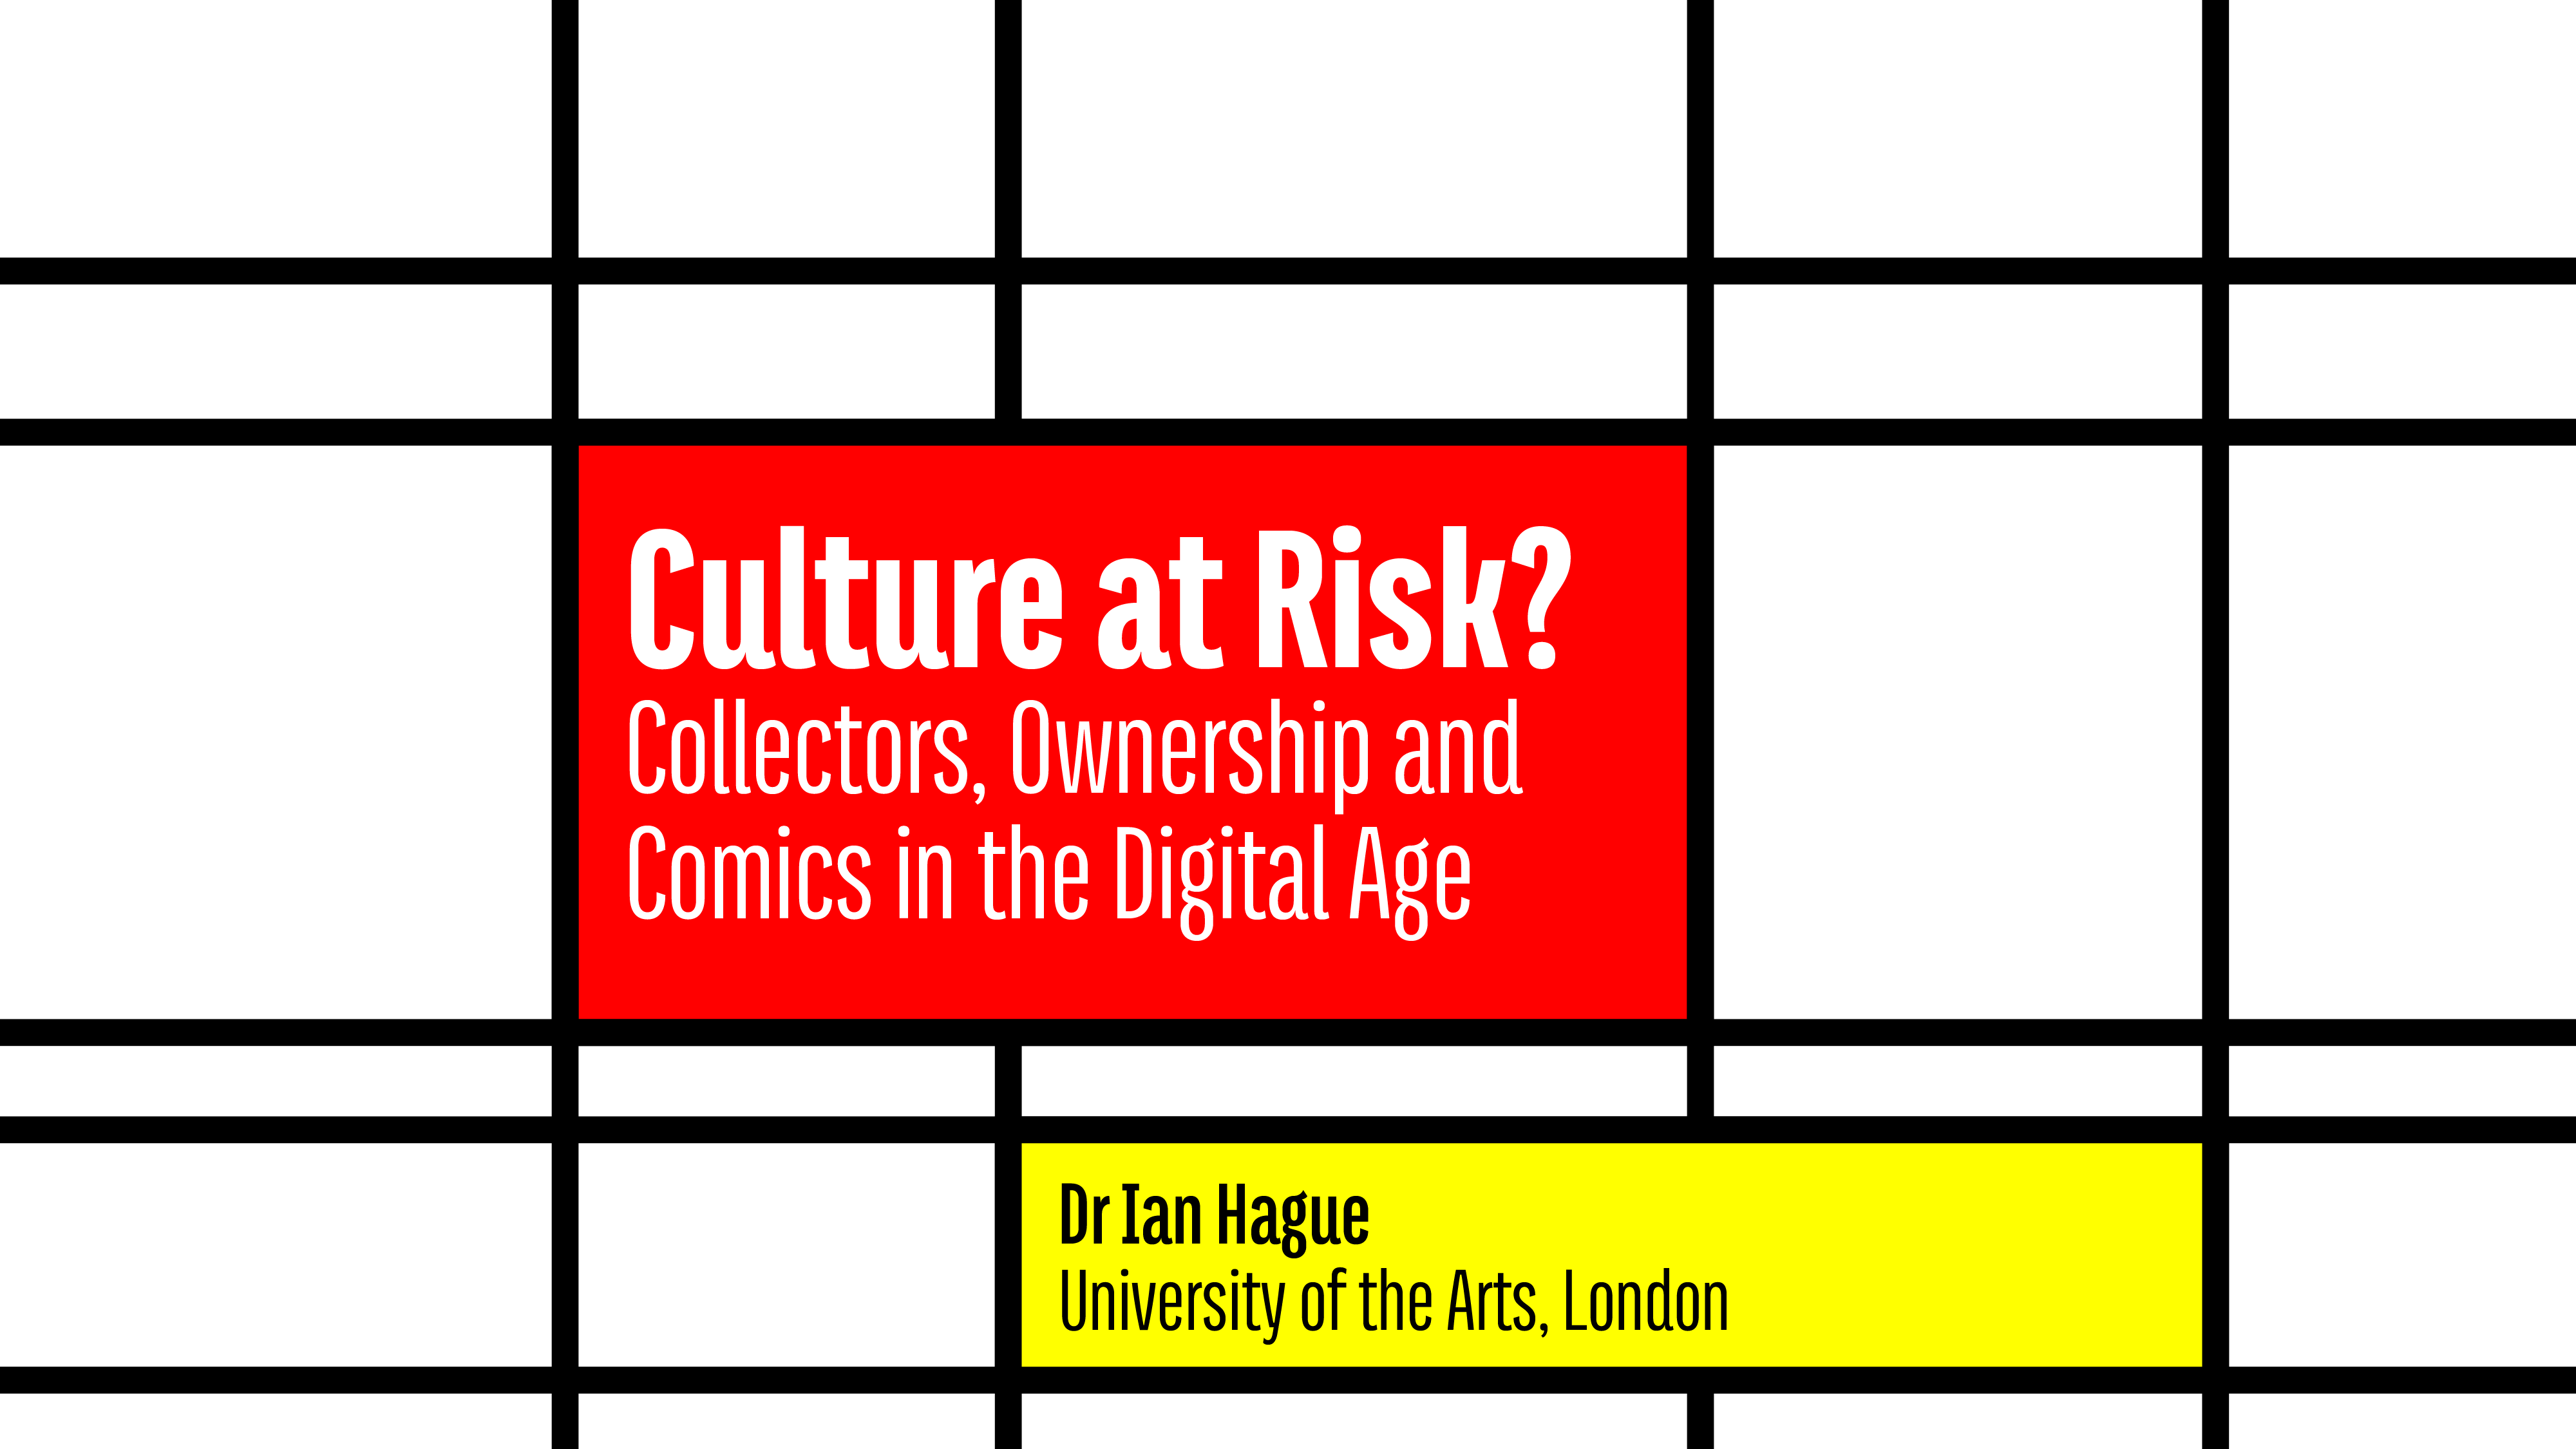 Culture at Risk?
Collectors, Ownership and
Comics in the Digital Age
Dr Ian Hague
University of the Arts, London